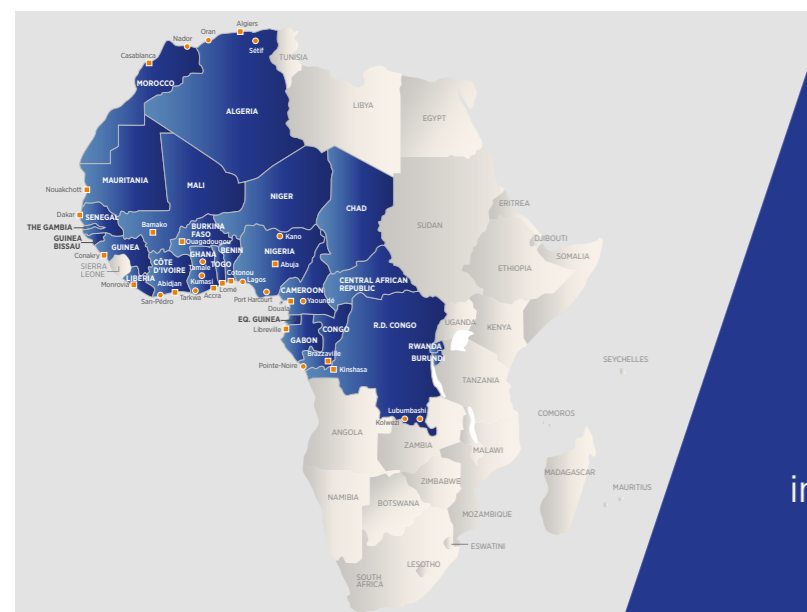 Algiers
Oran
Nador
Sétif
Casablanca
TUNISIA
MOROCCO
LIBYA
EGYPT
ALGERIA
MAURITANIA
MALI
Nouakchott
NIGER
CHAD
ERITREA
Dakar
SENEGAL
SUDAN
THE GAMBIA
Bamako
BURKINA
FASO
Kano
DJIBOUTI
GUINEA
BISSAU
GUINEA
Ouagadougou
BENIN
NIGERIA
SOMALIA
Conakry
CÔTE
D'IVOIRE
GHANA
Tamale
TOGO
Abuja
ETHIOPIA
SIERRA
LEONE
LIBERIA
Kumasi
Cotonou
CENTRAL AFRICAN
REPUBLIC
Monrovia
Abidjan
Lomé
Lagos
CAMEROON
San-Pédro
Tarkwa
Accra
Port Harcourt
Yaoundé
Douala
EQ. GUINEA
CONGO
R.D. CONGO
UGANDA
KENYA
Libreville
GABON
RWANDA
Brazzaville
BURUNDI
SEYCHELLES
Pointe-Noire
Kinshasa
TANZANIA
Lubumbashi
COMOROS
Kolwezi
ANGOLA
ZAMBIA
MALAWI
MADAGASCAR
ZIMBABWE
MAURITIUS
NAMIBIA
BOTSWANA
in
MOZAMBIQUE
ESWATINI
LESOTHO
SOUTH
AFRICA